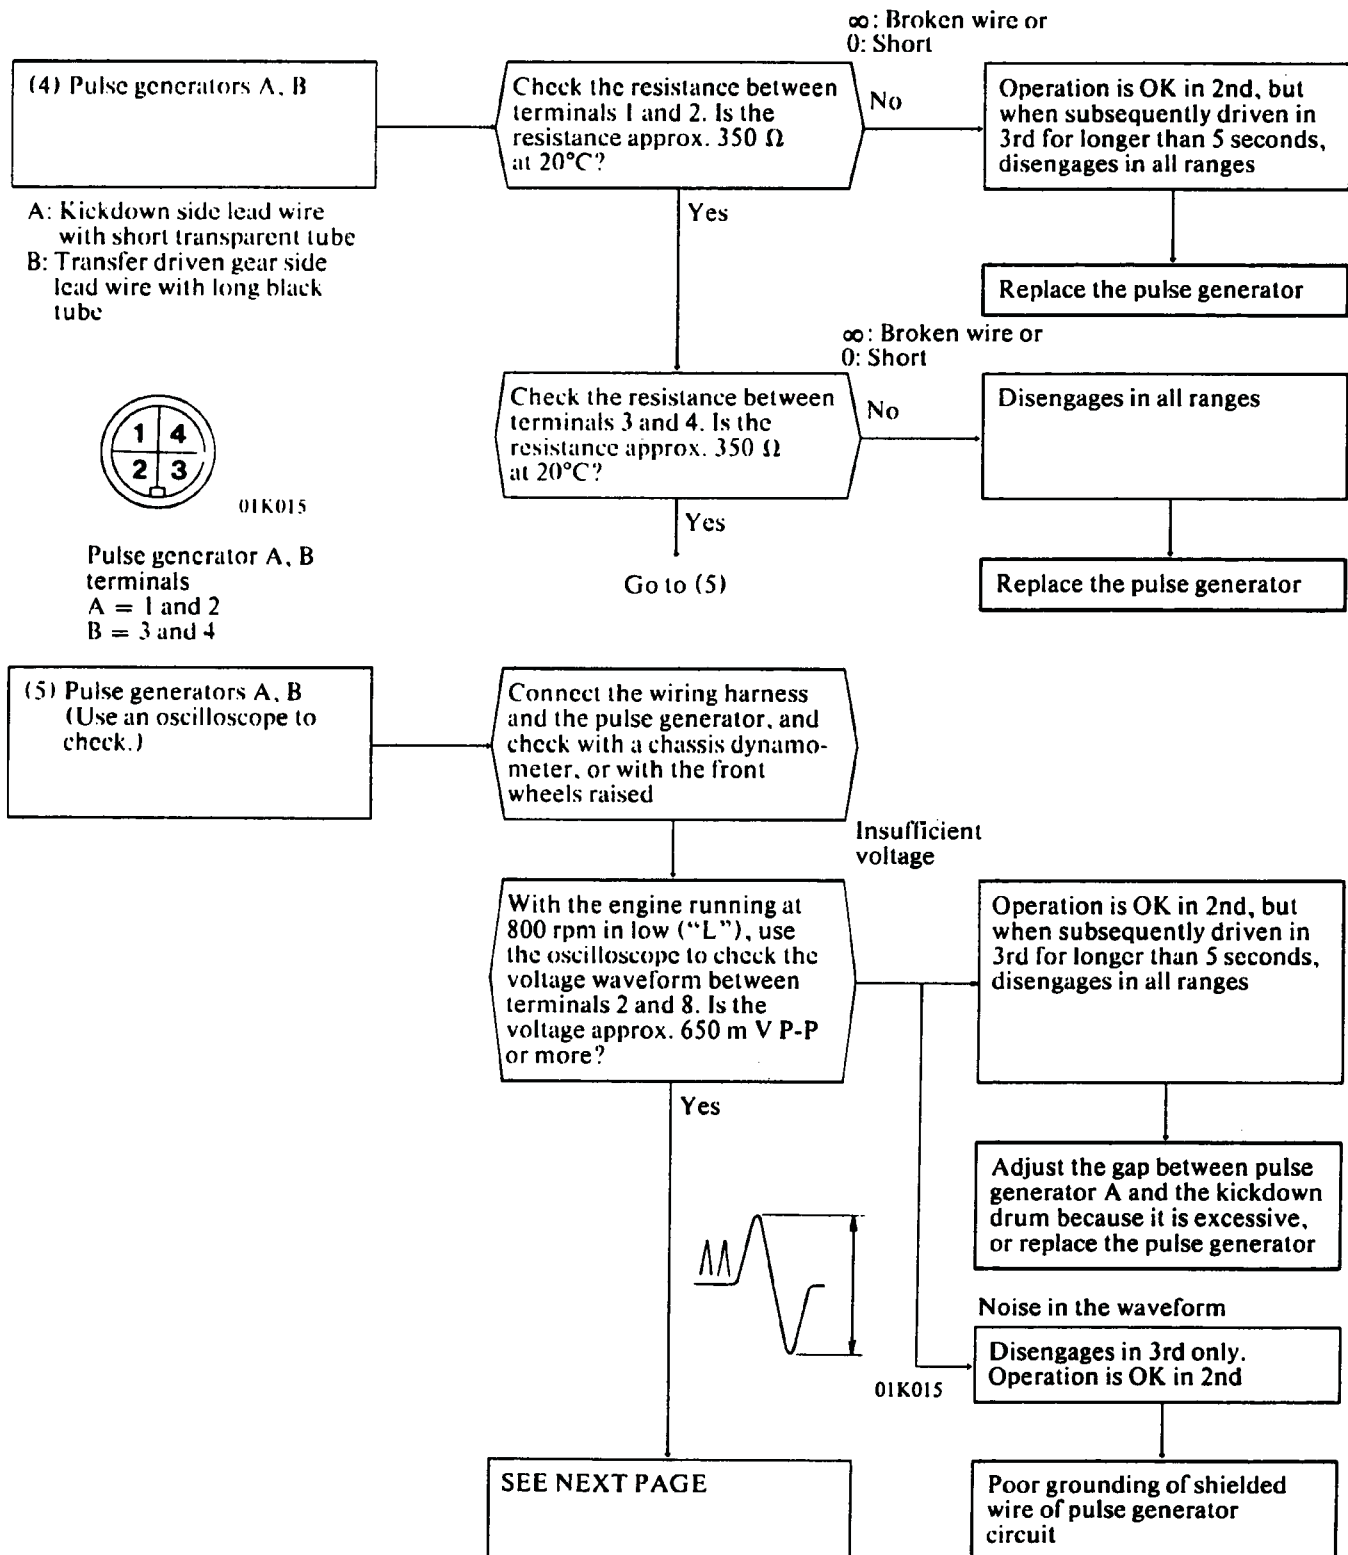 ∞: Broken wire or
0: Short
(4) Pulse generators A, B
Check the resistance between
terminals 1 and 2. Is the
resistance approx. 350 Ω
at 20°C?
No
Operation is OK in 2nd, but
when subsequently driven in
3rd for longer than 5 seconds,
disengages in all ranges
A: Kickdown side lead wire
with short transparent tube
B: Transfer driven gear side
lead wire with long black
tube
Yes
Replace the pulse generator
∞: Broken wire or
0: Short
Check the resistance between
terminals 3 and 4. Is the
resistance approx. 350 Ω
at 20°C?
No
Disengages in all ranges
1 4
2 3
01K015
Yes
Pulse generator A, B
terminals
A = 1 and 2
B = 3 and 4
Go to (5)
Replace the pulse generator
(5) Pulse generators A, B
(Use an oscilloscope to
check.)
Connect the wiring harness
and the pulse generator, and
check with a chassis dynamo-
meter, or with the front
wheels raised
Insufficient
voltage
With the engine running at
800 rpm in low (“L”), use
the oscilloscope to check the
voltage waveform between
terminals 2 and 8. Is the
voltage approx. 650 m V P-P
or more?
Operation is OK in 2nd, but
when subsequently driven in
3rd for longer than 5 seconds,
disengages in all ranges
Yes
Adjust the gap between pulse
generator A and the kickdown
drum because it is excessive,
or replace the pulse generator
Noise in the waveform
Disengages in 3rd only.
Operation is OK in 2nd
01K015
SEE NEXT PAGE
Poor grounding of shielded
wire of pulse generator
circuit